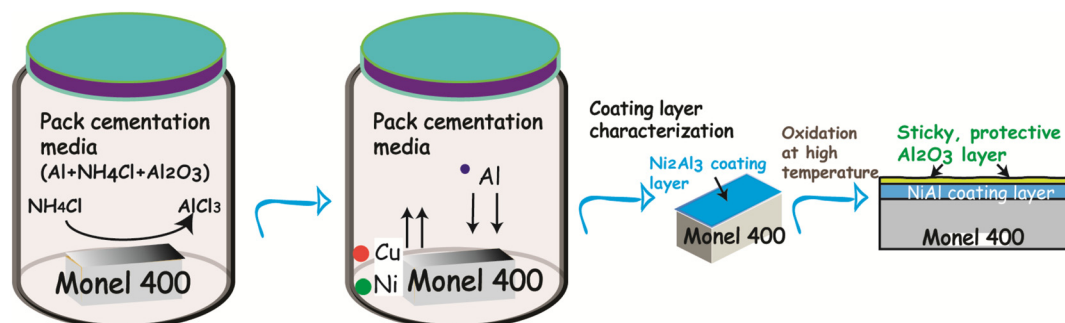 Pack cementation
media
(Al+NH4Cl+Al2O3)
NH4Cl
AlCl3
Monel 400
Pack cementation
media
Al
Cu
Ni
Monel 400
Coating layer
characterization
Ni2Al3 coating
layer
Monel 400
Oxidation
at high
temperature
Sticky, protective
Al2O3 layer
NiAl coating layer
Monel 400